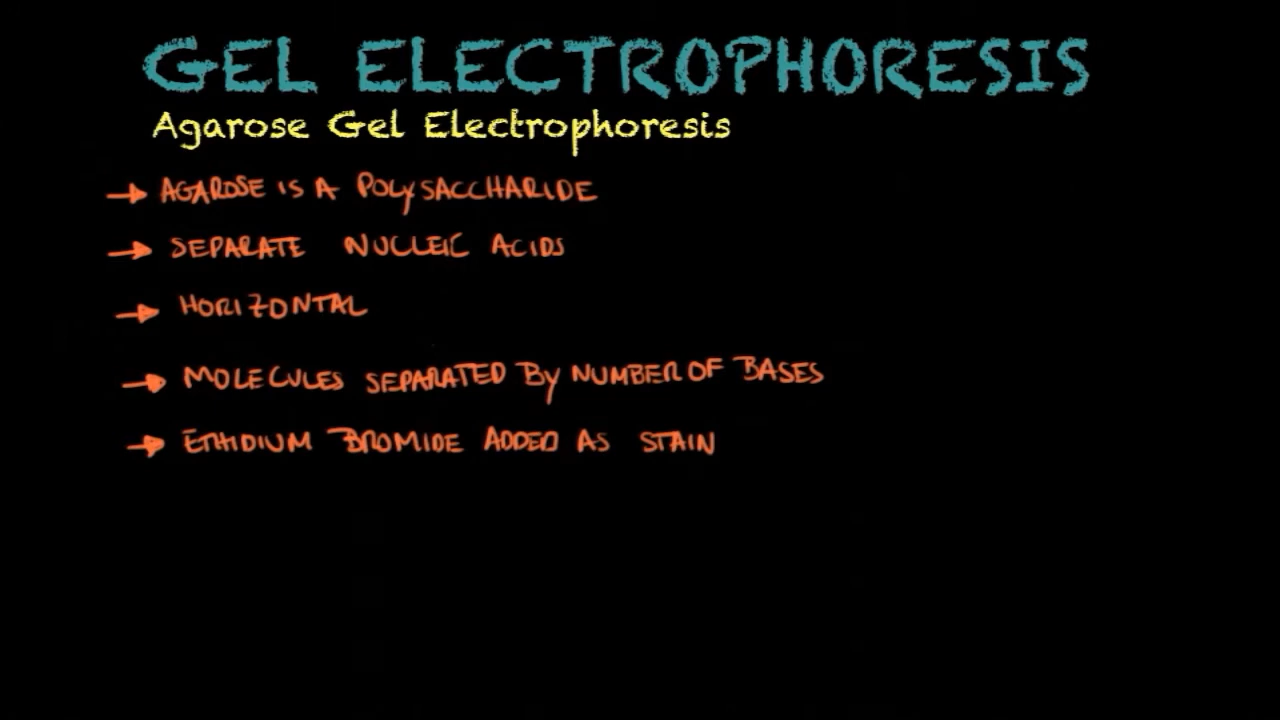 GEL ELECTROPHORESIS
Agarose Gel Electrophoresis
→ AGAROSE IS A POLYSACCHARIDE
→ SEPARATE NUCLEIC ACIDS
→ HORIZONTAL
→ MOLECULES SEPARATED By NUMBER OF BASES
→ ETHIDIUM BROMIDE ADDED AS STAIN